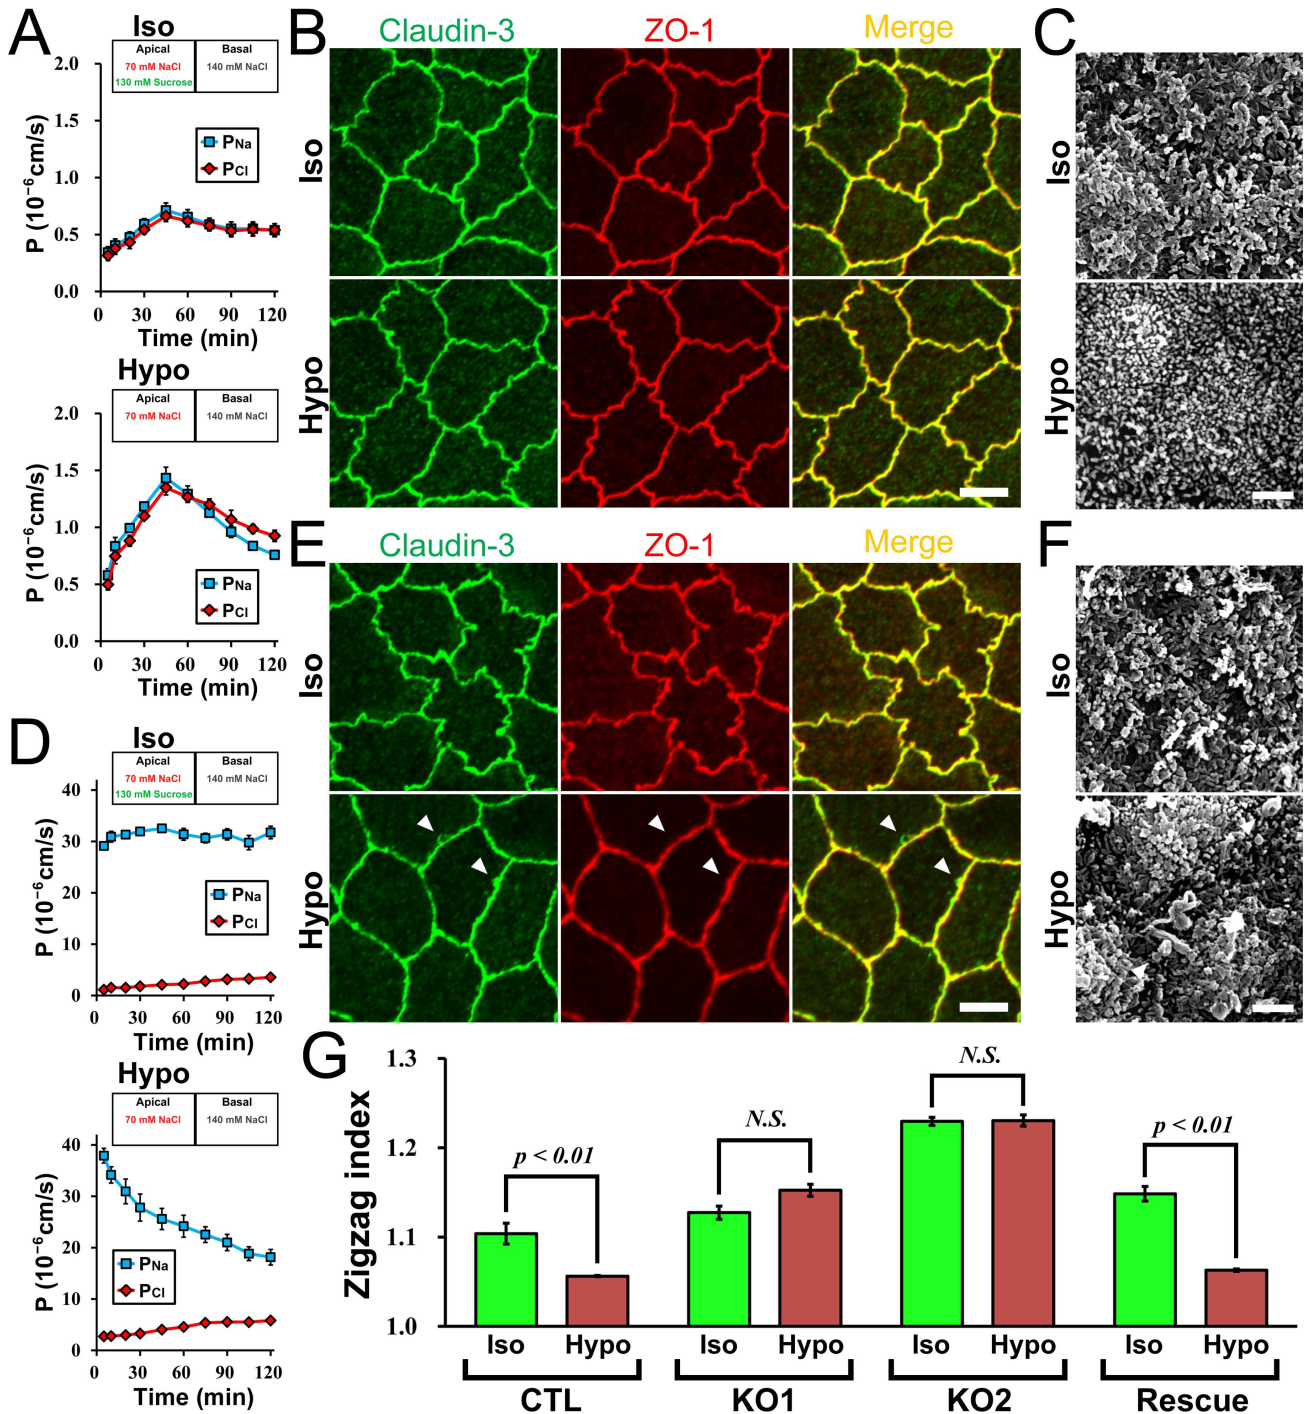 A
Iso
Apical
Basal
70 mM NaCl
140 mM NaCl
130 mM Sucrose
2.0
1.5
1.0
0.5
0.0
PNa
PCl
P (10⁻⁶cm/s)
0 30 60 90 120
Time (min)
Hypo
Apical
Basal
70 mM NaCl
140 mM NaCl
2.0
1.5
1.0
0.5
0.0
PNa
PCl
P (10⁻⁶cm/s)
0 30 60 90 120
Time (min)
B
Claudin-3
ZO-1
Merge
Iso
Hypo
C
Iso
Hypo
D
Iso
Apical
Basal
70 mM NaCl
140 mM NaCl
130 mM Sucrose
40
30
20
10
0
PNa
PCl
P (10⁻⁶cm/s)
0 30 60 90 120
Time (min)
Hypo
Apical
Basal
70 mM NaCl
140 mM NaCl
40
30
20
10
0
PNa
PCl
P (10⁻⁶cm/s)
0 30 60 90 120
Time (min)
E
Claudin-3
ZO-1
Merge
Iso
Hypo
F
Iso
Hypo
G
Zigzag index
1.3
1.2
1.1
1.0
p < 0.01
N.S.
N.S.
p < 0.01
Iso Hypo Iso Hypo Iso Hypo Iso Hypo
CTL KO1 KO2 Rescue